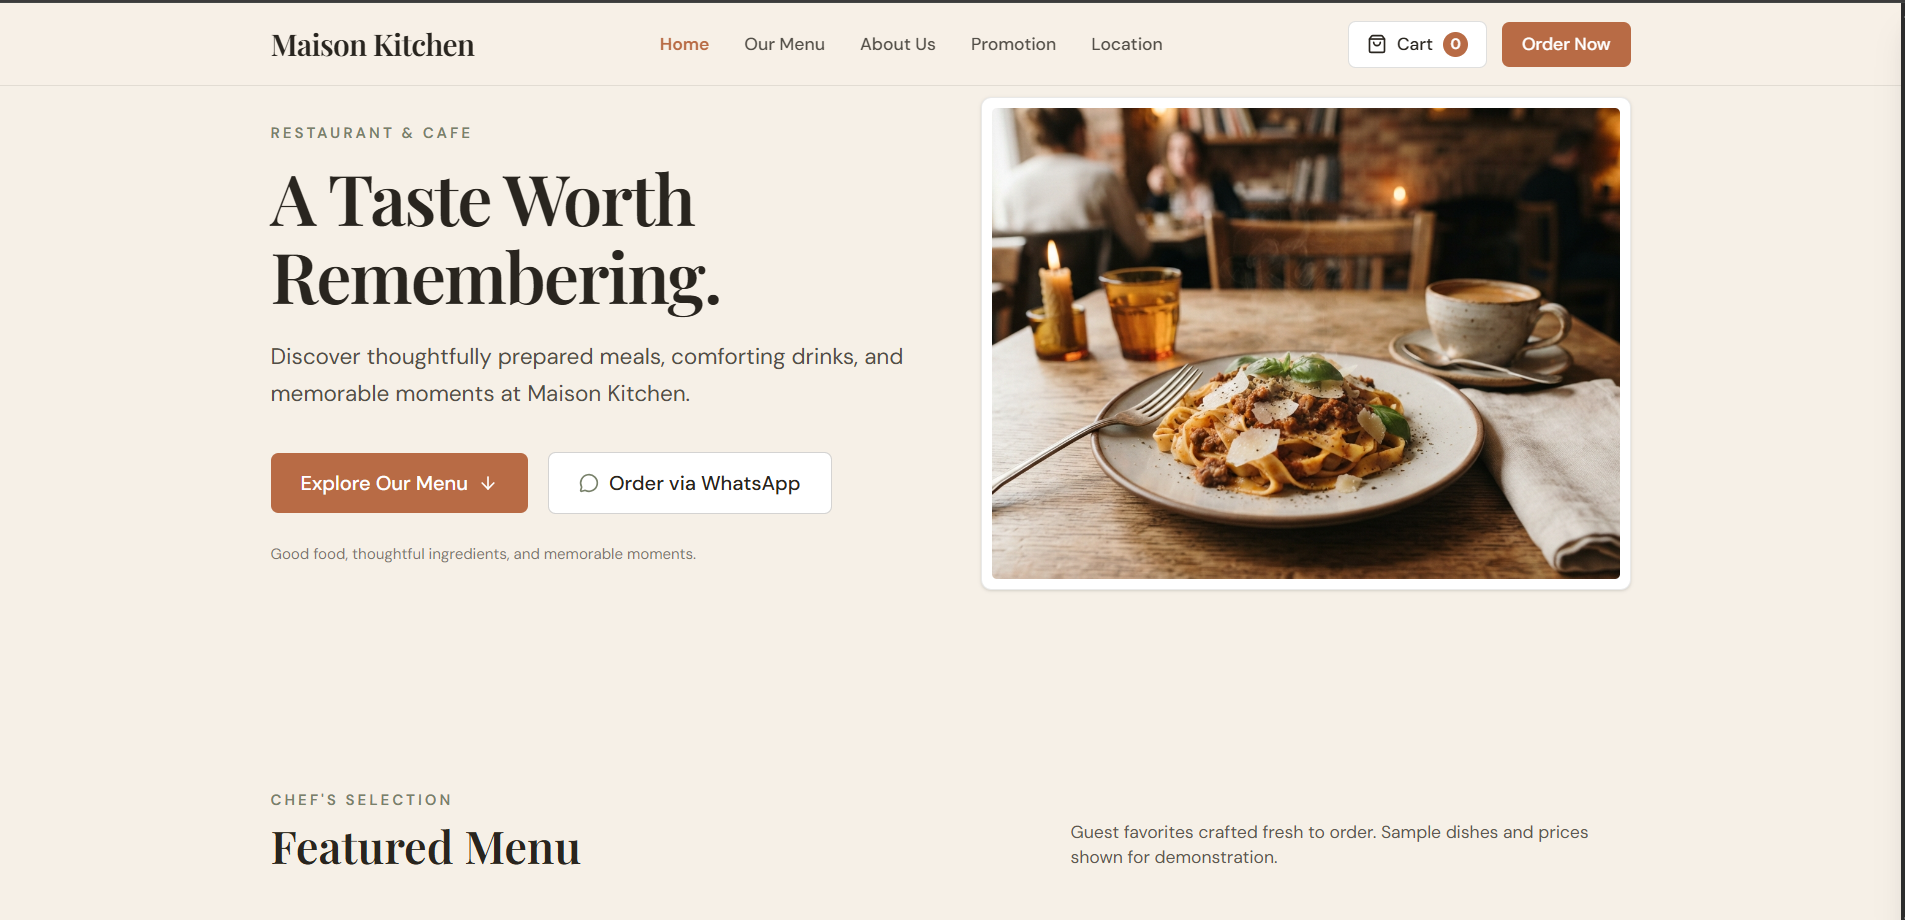 Maison Kitchen
Home
Our Menu
About Us
Promotion
Location
Cart 0
Order Now
RESTAURANT & CAFE
A Taste Worth
Remembering.
Discover thoughtfully prepared meals, comforting drinks, and
memorable moments at Maison Kitchen.
Explore Our Menu
Order via WhatsApp
Good food, thoughtful ingredients, and memorable moments.
CHEF'S SELECTION
Featured Menu
Guest favorites crafted fresh to order. Sample dishes and prices
shown for demonstration.